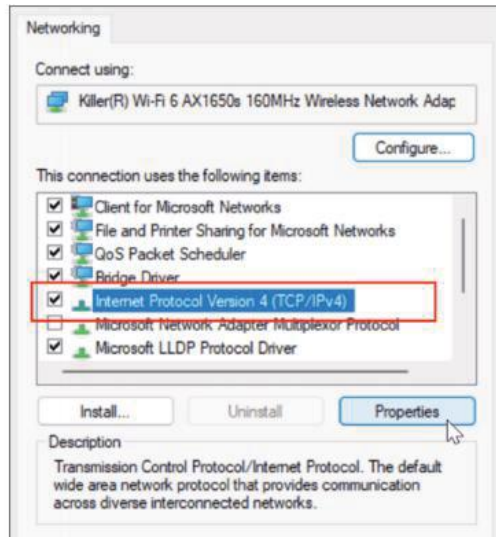 Networking
Connect using:
Killer(R) Wi-Fi 6 AX1650s 160MHz Wireless Network Adap
Configure...
This connection uses the following items:
Client for Microsoft Networks
File and Printer Sharing for Microsoft Networks
QoS Packet Scheduler
Bridge Driver
Internet Protocol Version 4 (TCP/IPv4)
Microsoft Network Adapter Multiplexor Protocol
Microsoft LLDP Protocol Driver
Install...
Uninstall
Properties
Description
Transmission Control Protocol/Internet Protocol. The default
wide area network protocol that provides communication
across diverse interconnected networks.